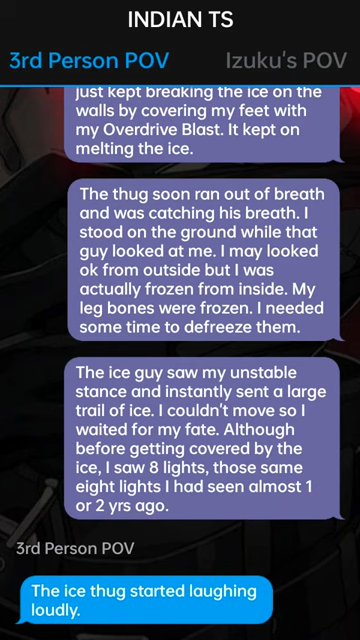 INDIAN TS
3rd Person POV Izuku's POV
just kept breaking the ice on the
walls by covering my feet with
my Overdrive Blast. It kept on
melting the ice.
The thug soon ran out of breath
and was catching his breath. I
stood on the ground while that
guy looked at me. I may looked
ok from outside but I was
actually frozen from inside. My
leg bones were frozen. I needed
some time to defreeze them.
The ice guy saw my unstable
stance and instantly sent a large
trail of ice. I couldn't move so I
waited for my fate. Although
before getting covered by the
ice, I saw 8 lights, those same
eight lights I had seen almost 1
or 2 yrs ago.
3rd Person POV
The ice thug started laughing
loudly.